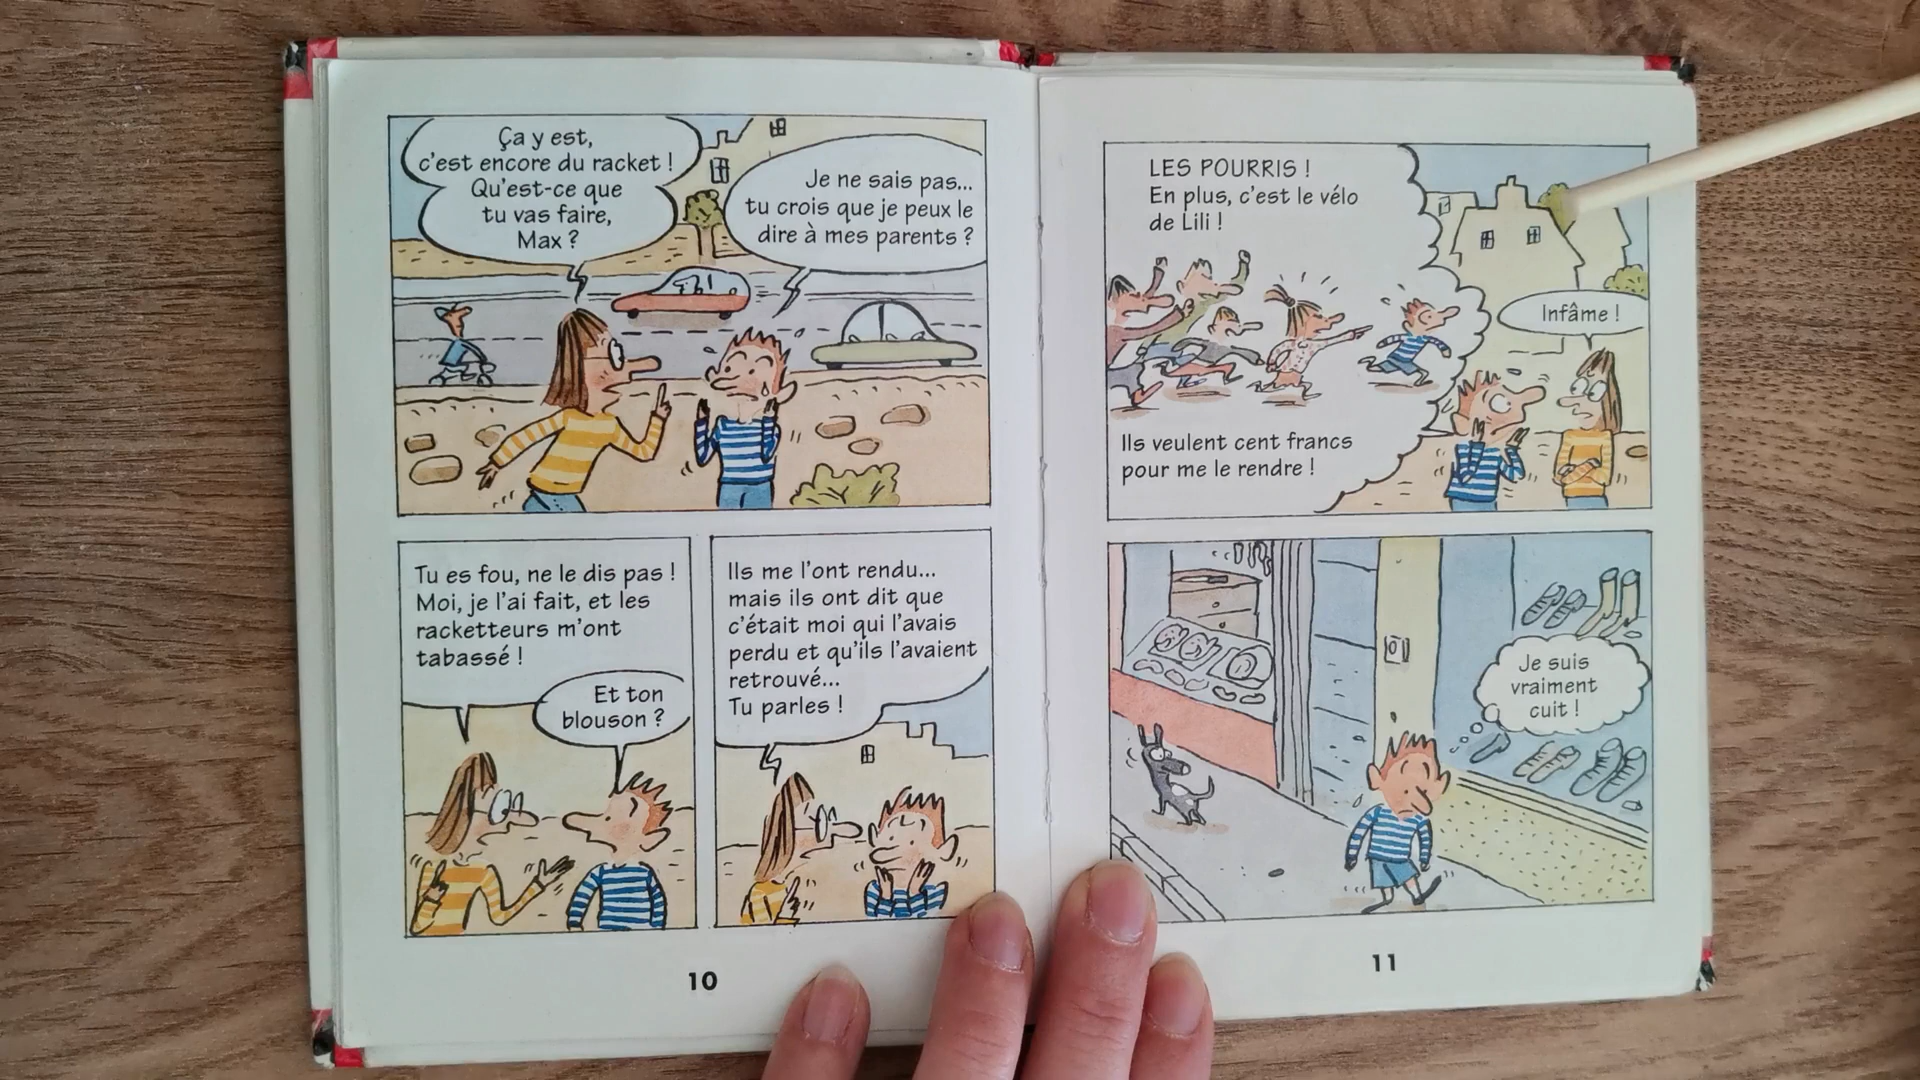 Ça y est,
c'est encore du racket !
Qu'est-ce que
tu vas faire,
Max ?
Je ne sais pas...
tu crois que je peux le
dire à mes parents ?
Tu es fou, ne le dis pas !
Moi, je l'ai fait, et les
racketteurs m'ont
tabassé !
Et ton
blouson ?
Ils me l'ont rendu...
mais ils ont dit que
c'était moi qui l'avais
perdu et qu'ils l'avaient
retrouvé...
Tu parles !
10
LES POURRIS !
En plus, c'est le vélo
de Lili !
Ils veulent cent francs
pour me le rendre !
Infâme !
Je suis
vraiment
cuit !
11